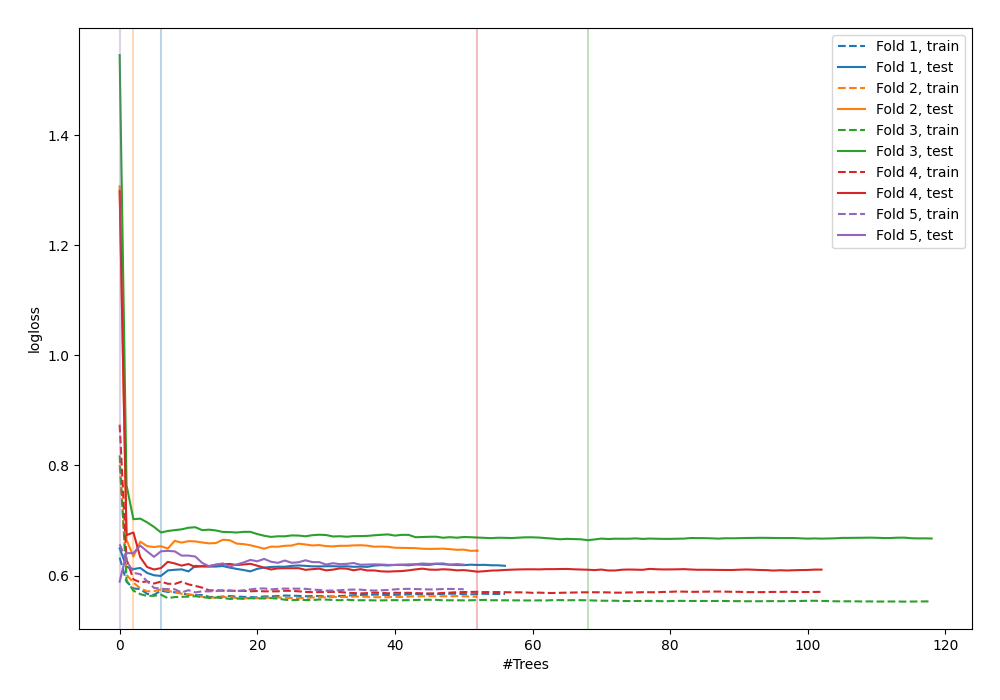 1.4
1.2
1.0
0.8
0.6
logloss
0
20
40
60
80
100
120
#Trees
Fold 1, train
Fold 1, test
Fold 2, train
Fold 2, test
Fold 3, train
Fold 3, test
Fold 4, train
Fold 4, test
Fold 5, train
Fold 5, test